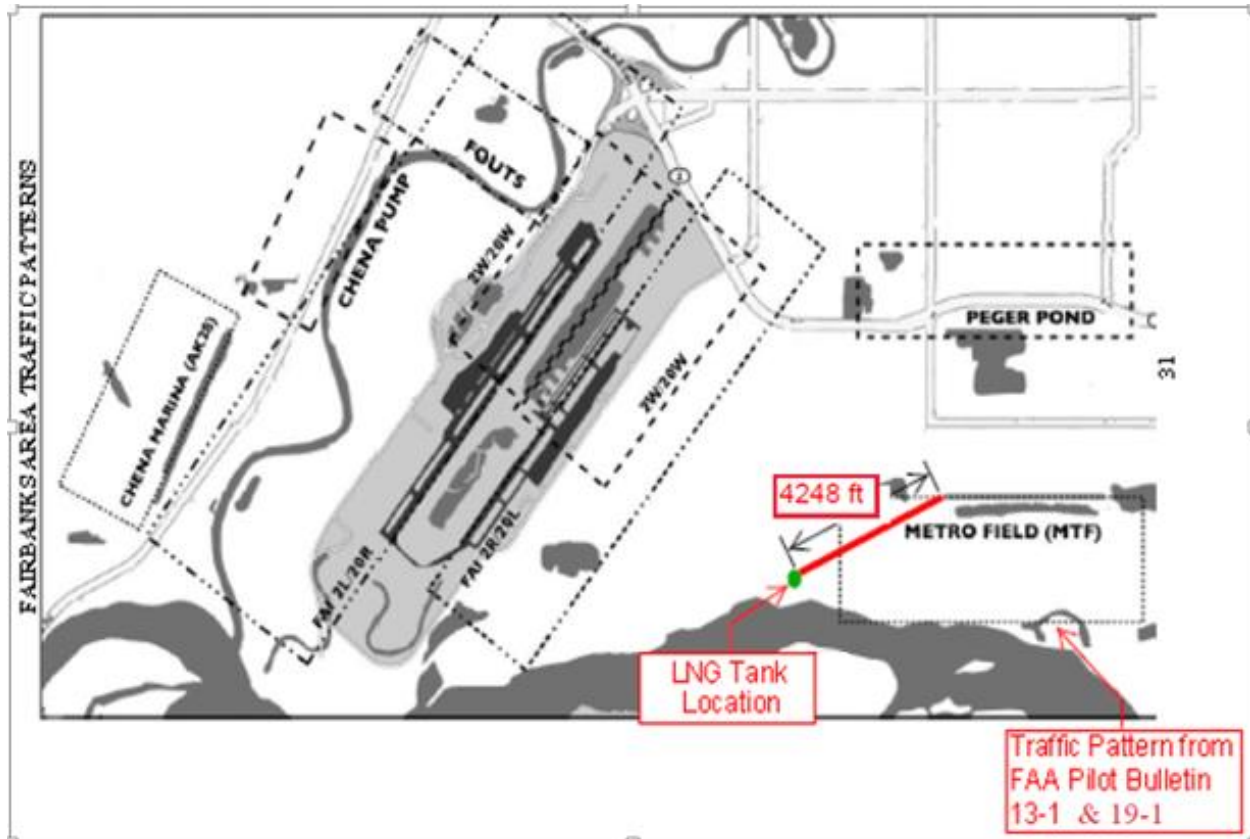 FAIRBANKS AREA TRAFFIC PATTERNS
FOUTS
CHENA PUMP
2W/20W
CHENA MARINA (AK28)
2W/20W
PEGER POND
31
4248 ft
METRO FIELD (MTF)
FAI 2L/20R
FAI 2R/20L
LNG Tank
Location
Traffic Pattern from
FAA Pilot Bulletin
13-1 & 19-1